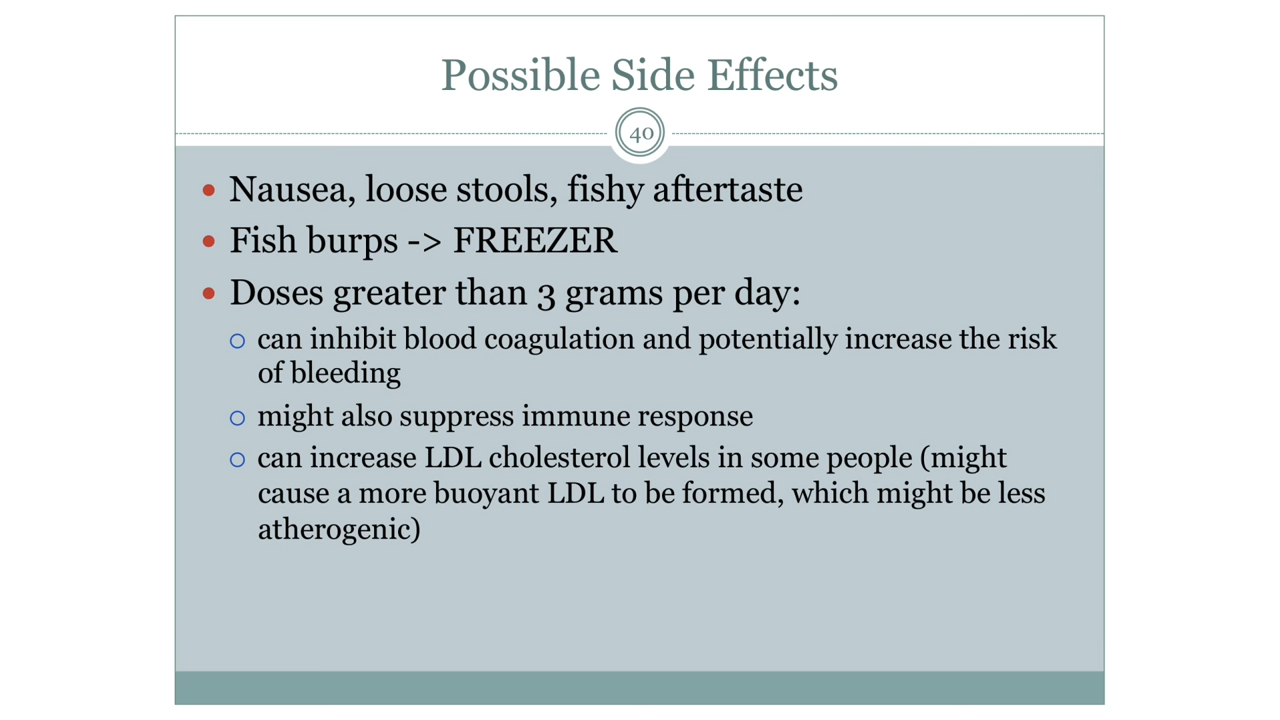 Possible Side Effects
40
• Nausea, loose stools, fishy aftertaste
• Fish burps -> FREEZER
• Doses greater than 3 grams per day:
○ can inhibit blood coagulation and potentially increase the risk
of bleeding
○ might also suppress immune response
○ can increase LDL cholesterol levels in some people (might
cause a more buoyant LDL to be formed, which might be less
atherogenic)